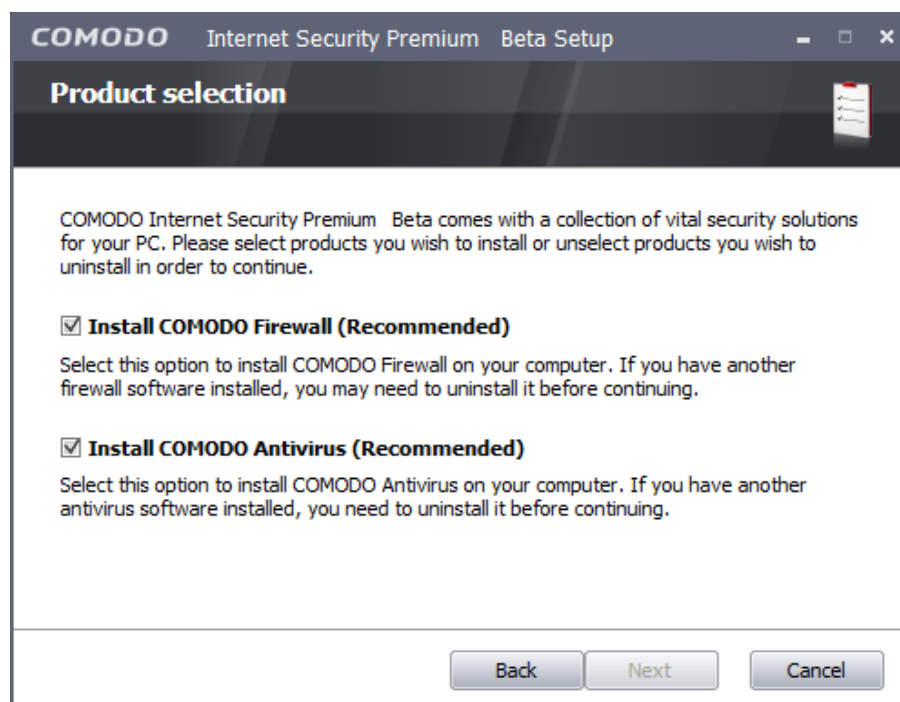 COMODO Internet Security Premium Beta Setup
Product selection
COMODO Internet Security Premium Beta comes with a collection of vital security solutions
for your PC. Please select products you wish to install or unselect products you wish to
uninstall in order to continue.
Install COMODO Firewall (Recommended)
Select this option to install COMODO Firewall on your computer. If you have another
firewall software installed, you may need to uninstall it before continuing.
Install COMODO Antivirus (Recommended)
Select this option to install COMODO Antivirus on your computer. If you have another
antivirus software installed, you need to uninstall it before continuing.
Back Next Cancel